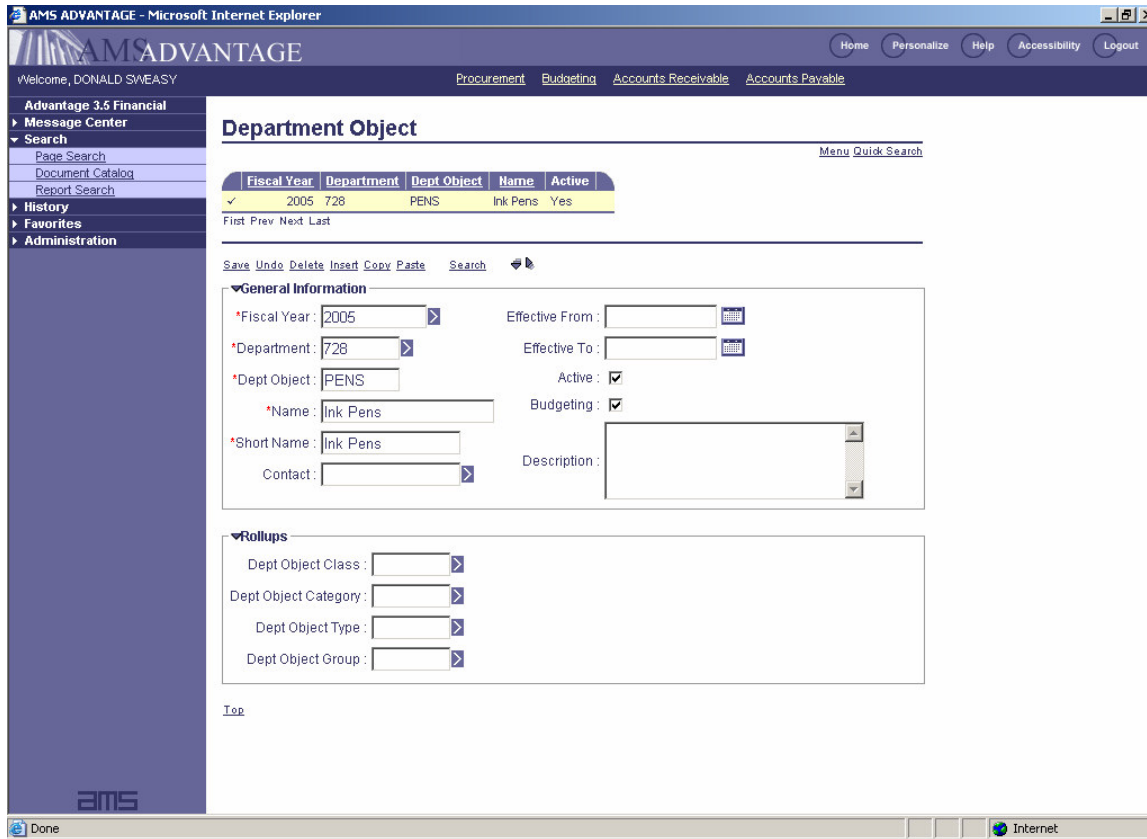 AMS ADVANTAGE - Microsoft Internet Explorer
AMSADVANTAGE
Home Personalize Help Accessibility Logout
Welcome, DONALD SWEASY
Procurement Budgeting Accounts Receivable Accounts Payable
Advantage 3.5 Financial
Message Center
Search
Page Search
Document Catalog
Report Search
History
Favorites
Administration
Department Object
Menu Quick Search
Fiscal Year Department Dept Object Name Active
2005 728 PENS Ink Pens Yes
First Prev Next Last
Save Undo Delete Insert Copy Paste Search
General Information
*Fiscal Year : 2005 Effective From :
*Department : 728 Effective To :
*Dept Object : PENS Active :
*Name : Ink Pens Budgeting :
*Short Name : Ink Pens
Contact : Description :
Rollups
Dept Object Class :
Dept Object Category :
Dept Object Type :
Dept Object Group :
Top
ams
Done Internet